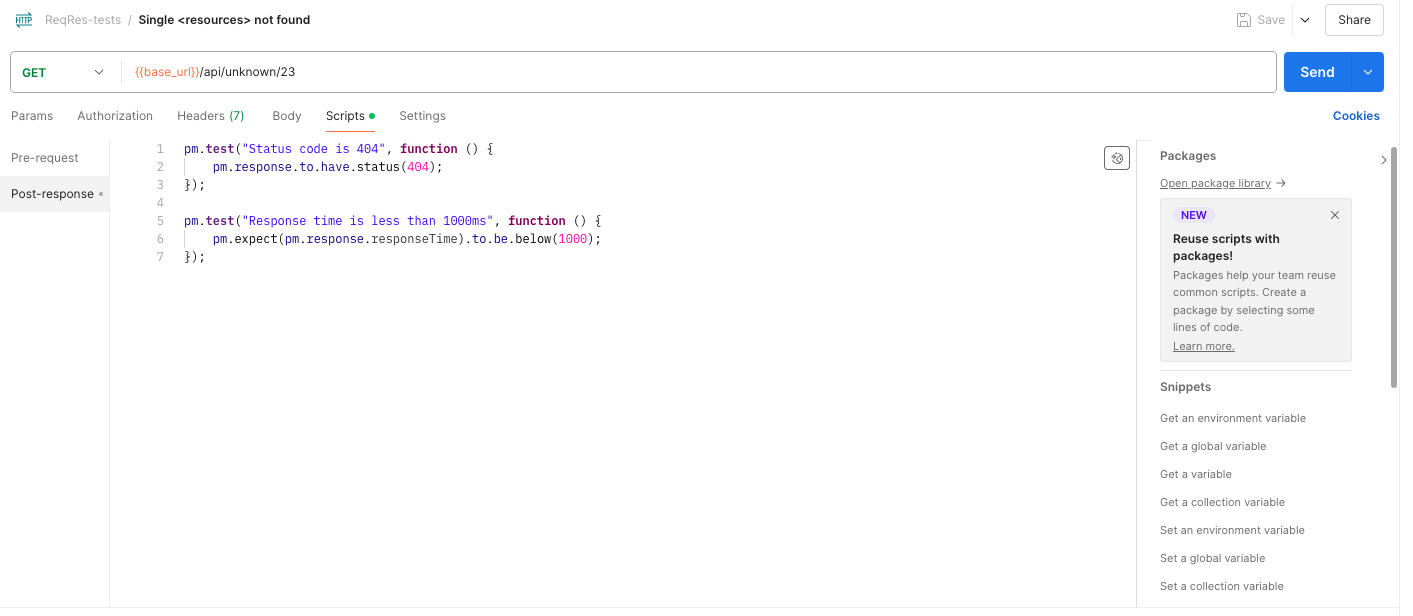 HTTP ReqRes-tests / Single <resources> not found Save Share
GET {{base_url}}/api/unknown/23 Send
Params Authorization Headers (7) Body Scripts Settings Cookies
Pre-request
Post-response
1 pm.test("Status code is 404", function () {
2 pm.response.to.have.status(404);
3 });
4
5 pm.test("Response time is less than 1000ms", function () {
6 pm.expect(pm.response.responseTime).to.be.below(1000);
7 });
Packages
Open package library →
NEW
Reuse scripts with
packages!
Packages help your team reuse
common scripts. Create a
package by selecting some
lines of code.
Learn more.
Snippets
Get an environment variable
Get a global variable
Get a variable
Get a collection variable
Set an environment variable
Set a global variable
Set a collection variable